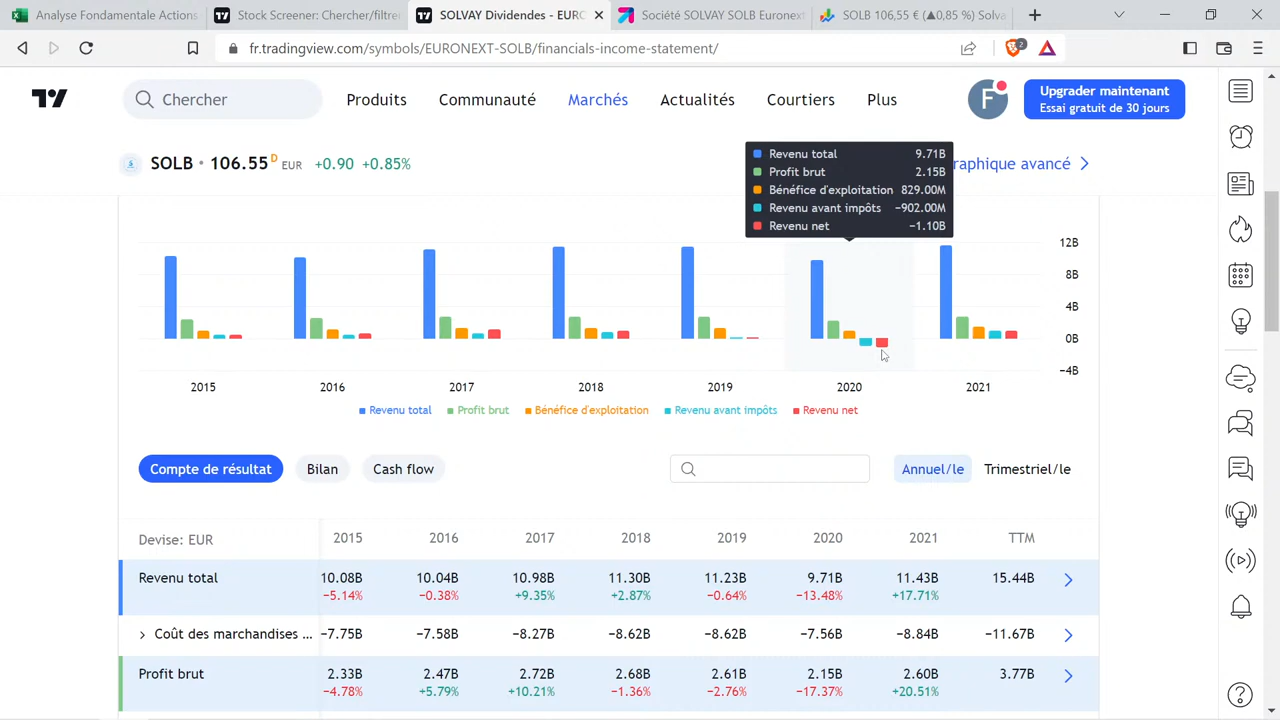 Analyse Fondamentale Actions
Stock Screener: Chercher/filtrer
SOLVAY Dividendes - EURO
Société SOLVAY SOLB Euronext
SOLB 106,55 € (▲0,85 %) Solva
fr.tradingview.com/symbols/EURONEXT-SOLB/financials-income-statement/
2
Chercher
Produits
Communauté
Marchés
Actualités
Courtiers
Plus
F
Upgrader maintenant
Essai gratuit de 30 jours
SOLB • 106.55 D EUR +0.90 +0.85%
raphique avancé
Revenu total 9.71B
Profit brut 2.15B
Bénéfice d'exploitation 829.00M
Revenu avant impôts −902.00M
Revenu net −1.10B
12B
8B
4B
0B
−4B
2015 2016 2017 2018 2019 2020 2021
Revenu total Profit brut Bénéfice d'exploitation Revenu avant impôts Revenu net
Compte de résultat Bilan Cash flow Annuel/le Trimestriel/le
Devise: EUR 2015 2016 2017 2018 2019 2020 2021 TTM
Revenu total 10.08B 10.04B 10.98B 11.30B 11.23B 9.71B 11.43B 15.44B
−5.14% −0.38% +9.35% +2.87% −0.64% −13.48% +17.71%
Coût des marchandises ... −7.75B −7.58B −8.27B −8.62B −8.62B −7.56B −8.84B −11.67B
Profit brut 2.33B 2.47B 2.72B 2.68B 2.61B 2.15B 2.60B 3.77B
−4.78% +5.79% +10.21% −1.36% −2.76% −17.37% +20.51%